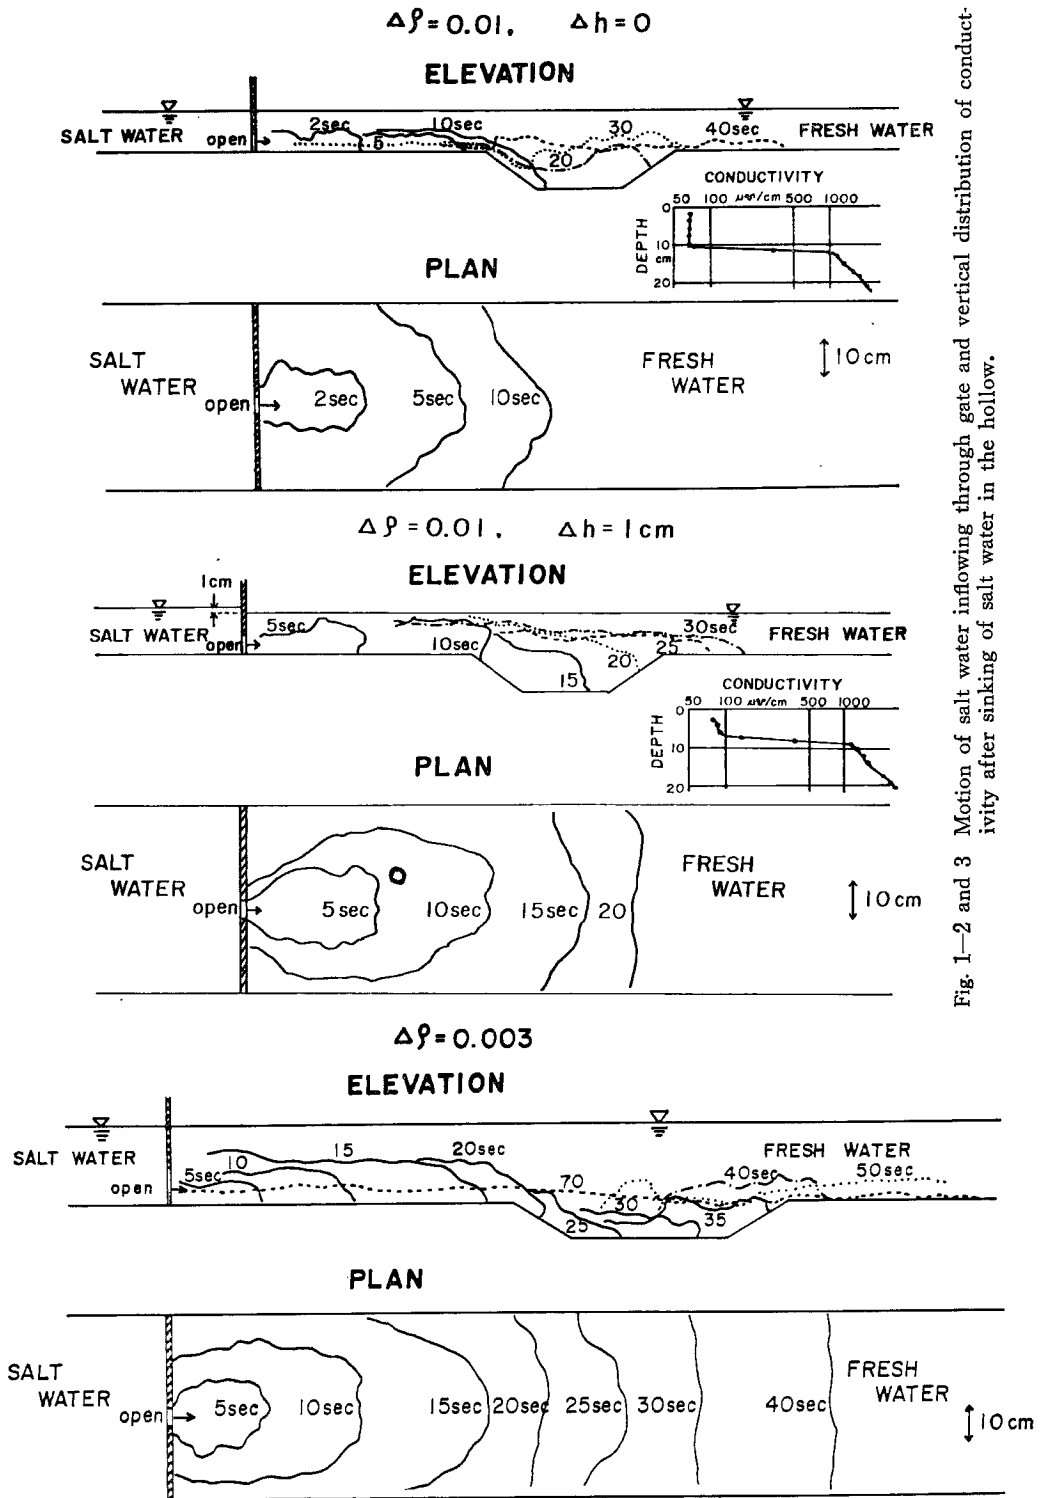 Δρ=0.01, Δh=0
ELEVATION
2sec 10sec 30 40sec
SALT WATER open 5 20 FRESH WATER
CONDUCTIVITY
50 100 μ℧/cm 500 1000
0
10
cm
20
DEPTH
PLAN
SALT
WATER
open
2sec 5sec 10sec
FRESH
WATER
10cm
Δρ=0.01, Δh=1cm
ELEVATION
1cm
SALT WATER open 5sec 10sec 15 20 25 30sec FRESH WATER
CONDUCTIVITY
50 100 μ℧/cm 500 1000
0
10
20
DEPTH
PLAN
SALT
WATER
open
5sec 10sec 15sec 20
FRESH
WATER
10cm
Fig. 1—2 and 3 Motion of salt water inflowing through gate and vertical distribution of conduct-
ivity after sinking of salt water in the hollow.
Δρ=0.003
ELEVATION
SALT WATER open 5sec 10 15 20sec 25 70 30 35 40sec 50sec
FRESH WATER
PLAN
SALT
WATER
open
5sec 10sec 15sec 20sec 25sec 30sec 40sec
FRESH
WATER
10cm